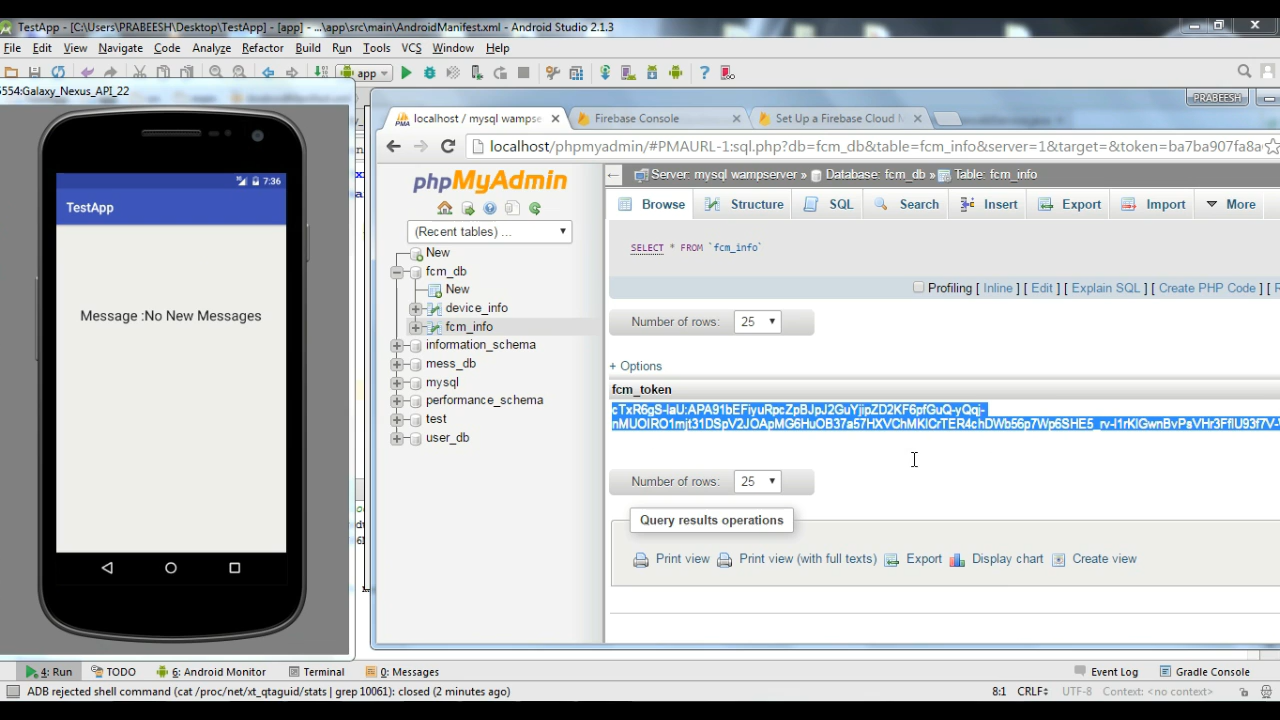 TestApp - [C:\Users\PRABEESH\Desktop\TestApp] - [app] - ...\app\src\main\AndroidManifest.xml - Android Studio 2.1.3
File Edit View Navigate Code Analyze Refactor Build Run Tools VCS Window Help
app
5554:Galaxy_Nexus_API_22
PRABEESH
localhost / mysql wampse
Firebase Console
Set Up a Firebase Cloud
localhost/phpmyadmin/#PMAURL-1:sql.php?db=fcm_db&table=fcm_info&server=1&target=&token=ba7ba907fa8a
7:36
TestApp
Message :No New Messages
phpMyAdmin
(Recent tables) ...
New
fcm_db
New
device_info
fcm_info
information_schema
mess_db
mysql
performance_schema
test
user_db
Server: mysql wampserver » Database: fcm_db » Table: fcm_info
Browse Structure SQL Search Insert Export Import More
SELECT * FROM `fcm_info`
Profiling [ Inline ] [ Edit ] [ Explain SQL ] [ Create PHP Code ] [
Number of rows: 25
+ Options
fcm_token
Number of rows: 25
Query results operations
Print view Print view (with full texts) Export Display chart Create view
4: Run TODO 6: Android Monitor Terminal 0: Messages Event Log Gradle Console
ADB rejected shell command (cat /proc/net/xt_qtaguid/stats | grep 10061): closed (2 minutes ago) 8:1 CRLF UTF-8 Context: <no context>